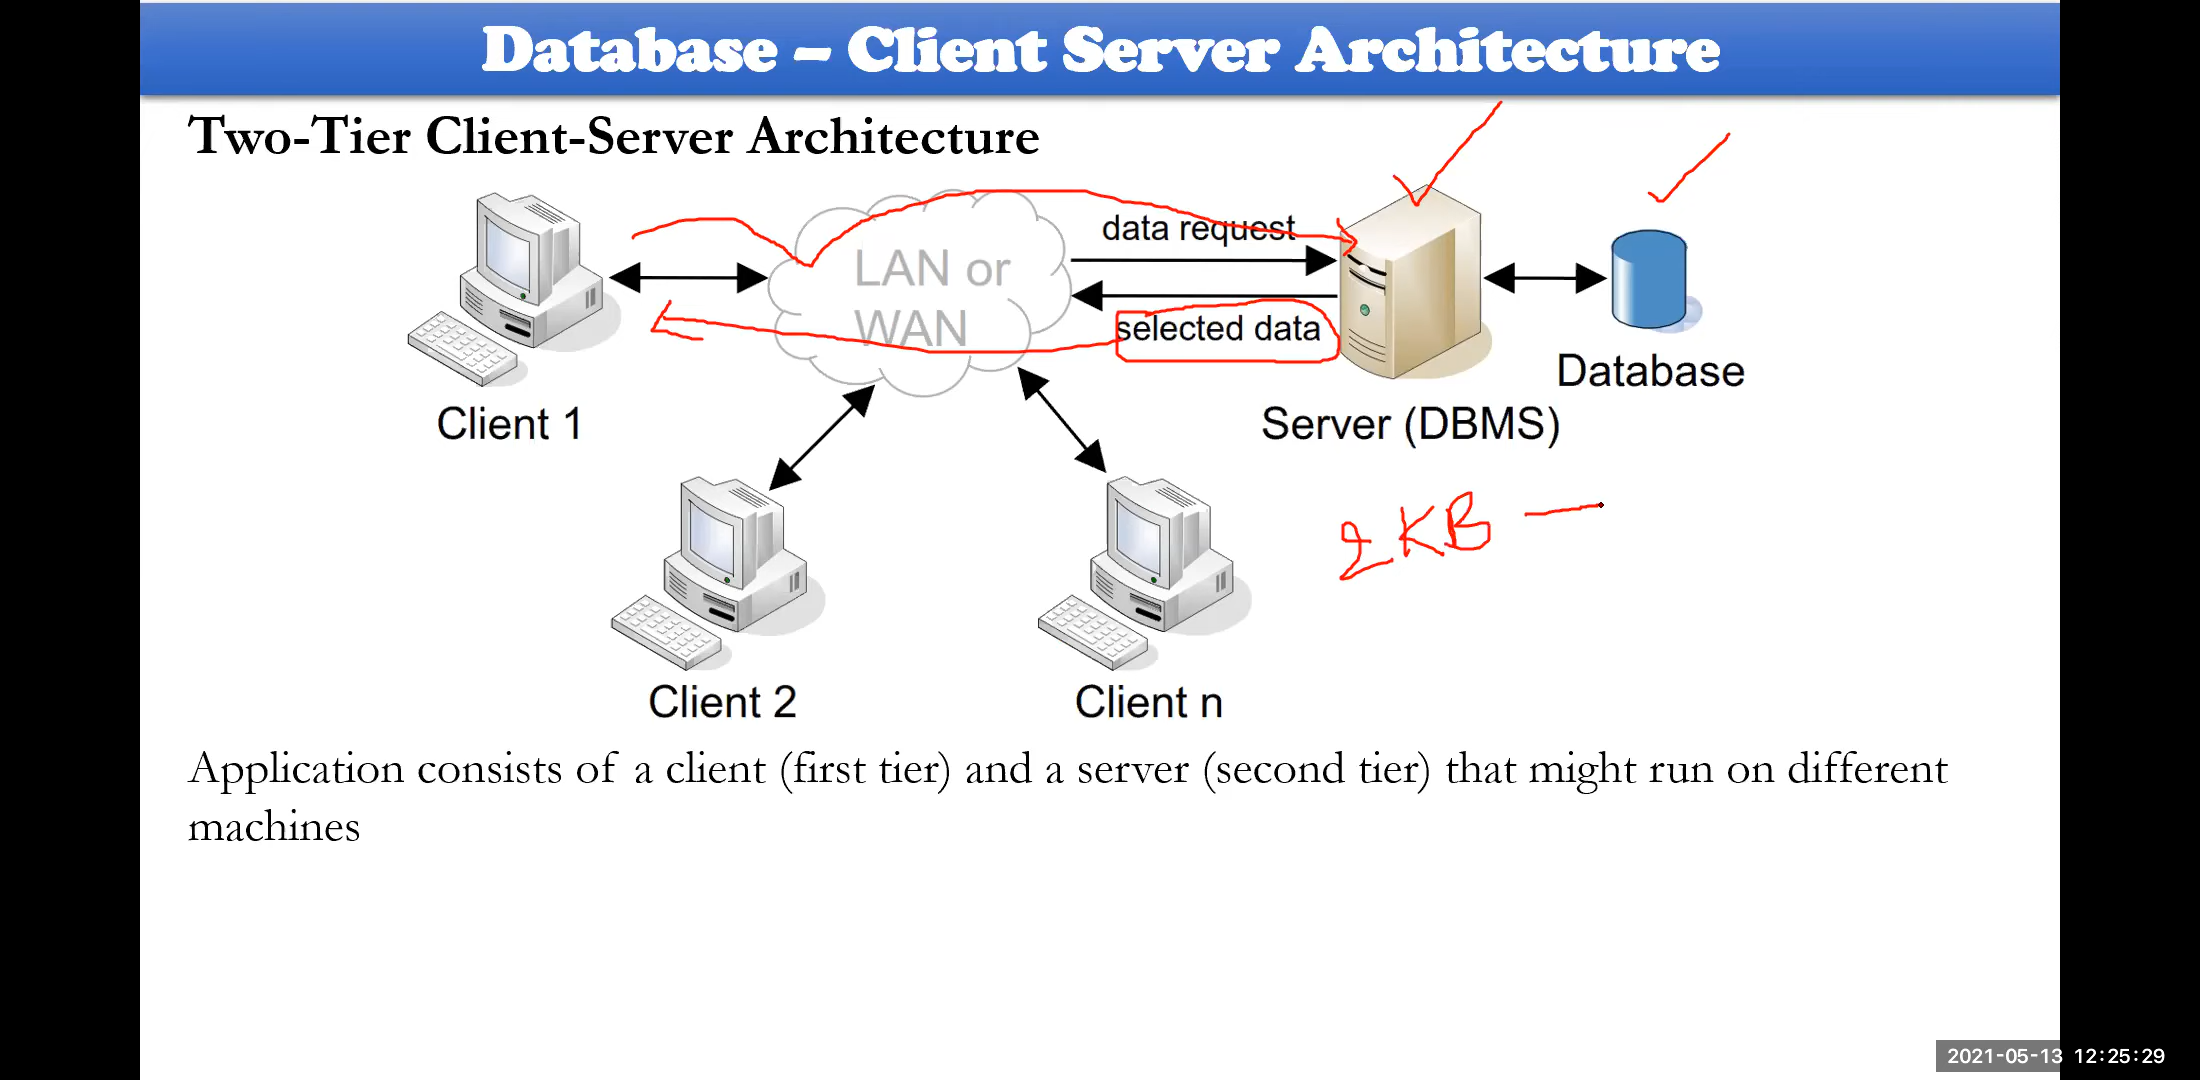 Database – Client Server Architecture
Two-Tier Client-Server Architecture
data request
LAN or
WAN
selected data
Database
Client 1
Server (DBMS)
2KB —
Client 2
Client n
Application consists of a client (first tier) and a server (second tier) that might run on different
machines
2021-05-13 12:25:29